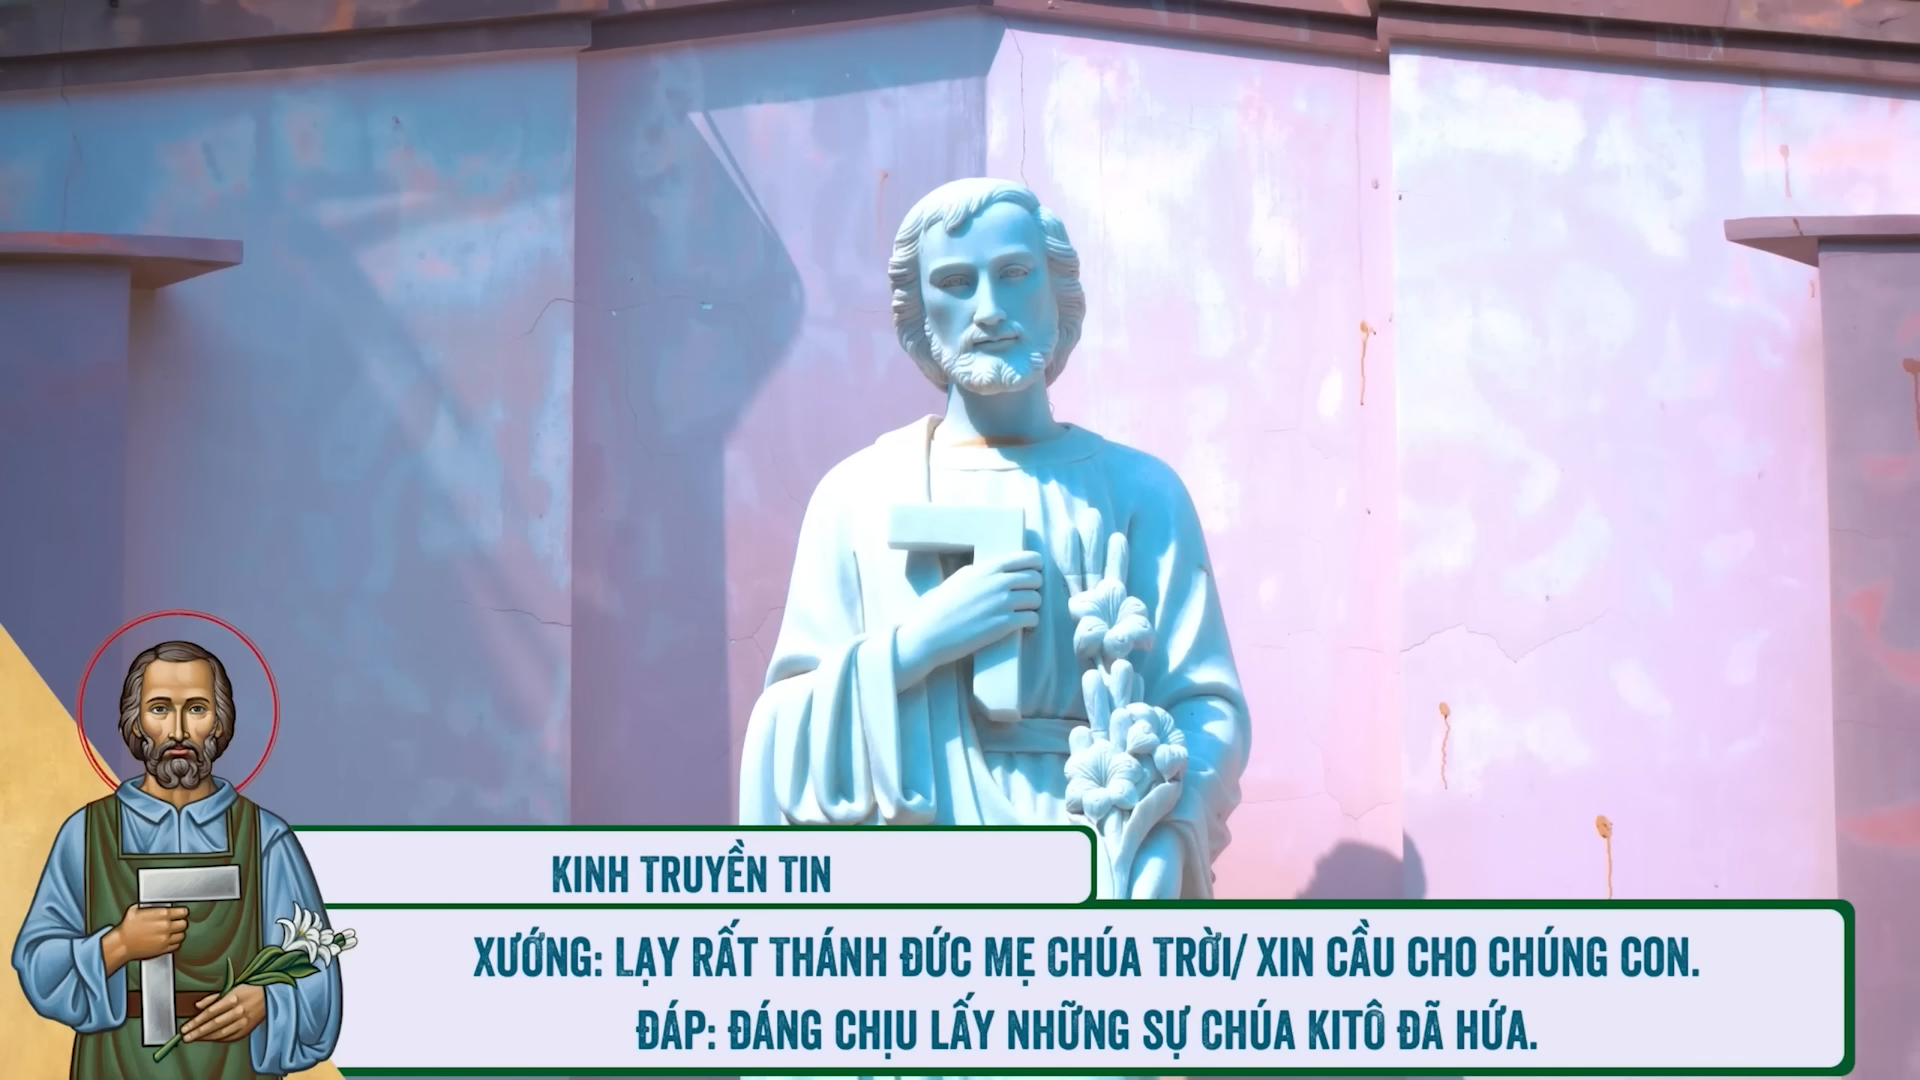 KINH TRUYỀN TIN
XƯỚNG: LẠY RẤT THÁNH ĐỨC MẸ CHÚA TRỜI/ XIN CẦU CHO CHÚNG CON.
ĐÁP: ĐÁNG CHỊU LẤY NHỮNG SỰ CHÚA KITÔ ĐÃ HỨA.